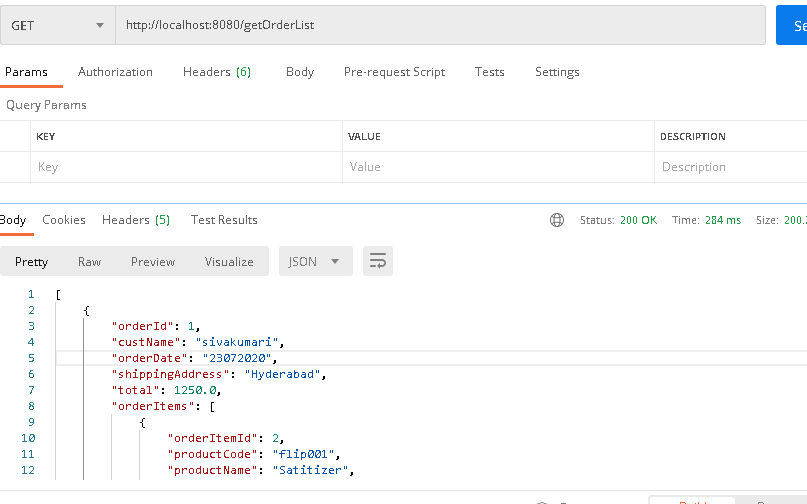 GET http://localhost:8080/getOrderList Se
Params Authorization Headers (6) Body Pre-request Script Tests Settings
Query Params
KEY VALUE DESCRIPTION
Key Value Description
Body Cookies Headers (5) Test Results Status: 200 OK Time: 284 ms Size: 200.
Pretty Raw Preview Visualize JSON
1 [
2 {
3 "orderId": 1,
4 "custName": "sivakumari",
5 "orderDate": "23072020",
6 "shippingAddress": "Hyderabad",
7 "total": 1250.0,
8 "orderItems": [
9 {
10 "orderItemId": 2,
11 "productCode": "flip001",
12 "productName": "Satitizer",